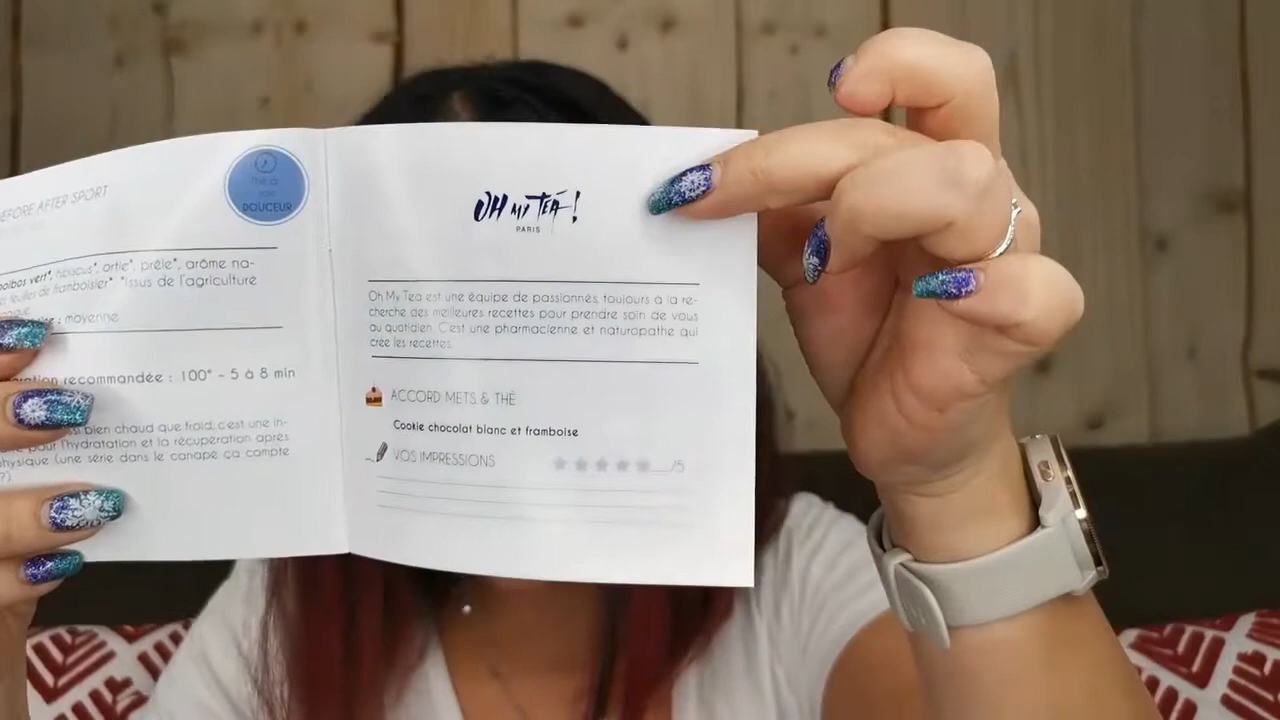 BEFORE AFTER SPORT
DOUCEUR
vert*, hibiscus*, ortie*, prêle*, arôme na-
feuilles de framboisier* *issus de l'agriculture
: moyenne
recommandée : 100° - 5 à 8 min
bien chaud que froid, c'est une in-
pour l'hydratation et la récupération après
physique (une série dans le canapé ça compte
?)
OH MY TEA !
PARIS
Oh My Tea est une équipe de passionnés, toujours à la re-
cherche des meilleures recettes pour prendre soin de vous
au quotidien. C'est une pharmacienne et naturopathe qui
crée les recettes.
ACCORD METS & THÉ
Cookie chocolat blanc et framboise
VOS IMPRESSIONS /5